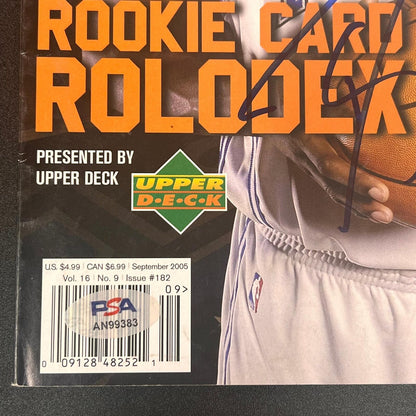 ROOKIE CARD
ROLODEX
PRESENTED BY
UPPER DECK
UPPER
D•E•C•K
U.S. $4.99 | CAN $6.99 | September 2005
Vol. 16 | No. 9 | Issue #182
09>
PSA
AN99383
0 09128 48252 1